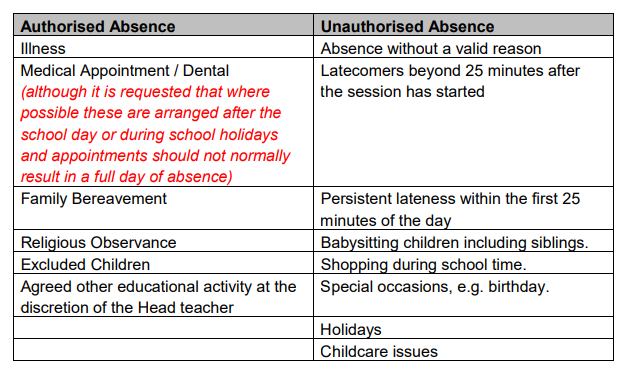 Authorised Absence Unauthorised Absence
Illness Absence without a valid reason
Medical Appointment / Dental Latecomers beyond 25 minutes after
(although it is requested that where the session has started
possible these are arranged after the
school day or during school holidays
and appointments should not normally
result in a full day of absence)
Family Bereavement Persistent lateness within the first 25
minutes of the day
Religious Observance Babysitting children including siblings.
Excluded Children Shopping during school time.
Agreed other educational activity at the Special occasions, e.g. birthday.
discretion of the Head teacher
Holidays
Childcare issues